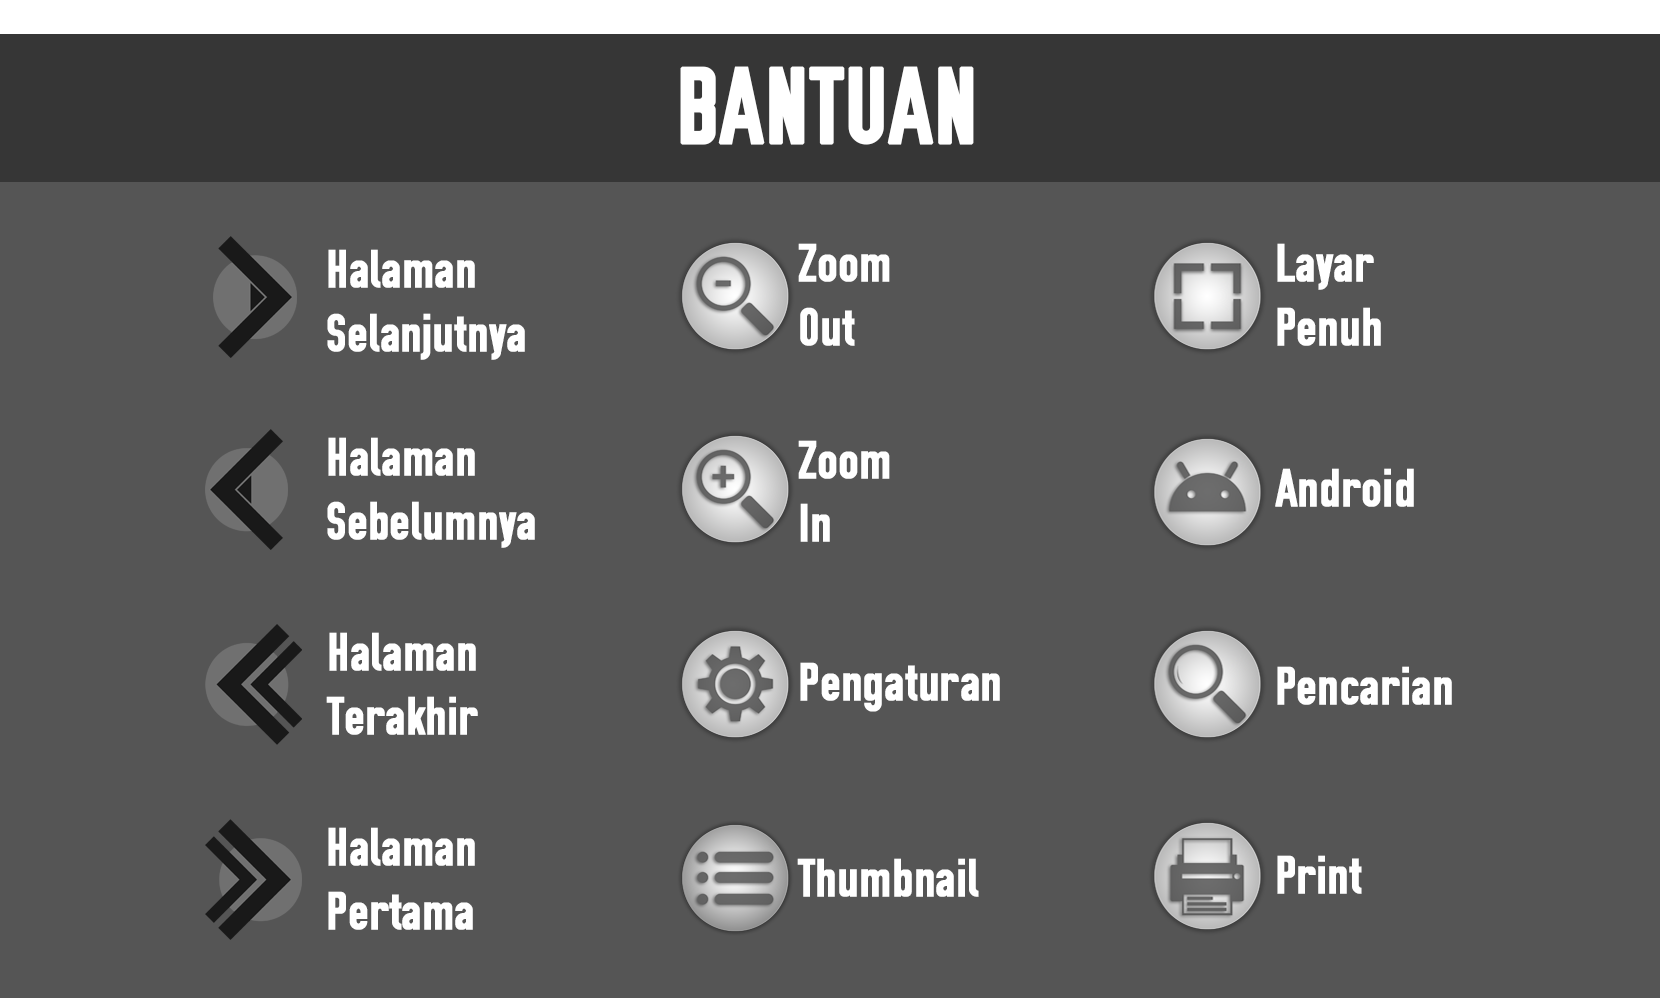 BANTUAN
Halaman
Selanjutnya
Zoom
Out
Layar
Penuh
Halaman
Sebelumnya
Zoom
In
Android
Halaman
Terakhir
Pengaturan
Pencarian
Halaman
Pertama
Thumbnail
Print